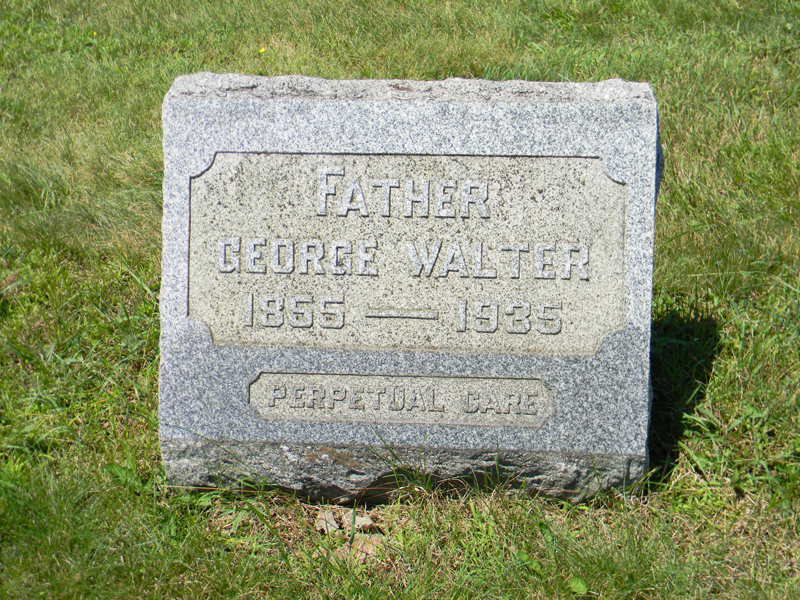 FATHER
GEORGE WALTER
1855 — 1935
PERPETUAL CARE